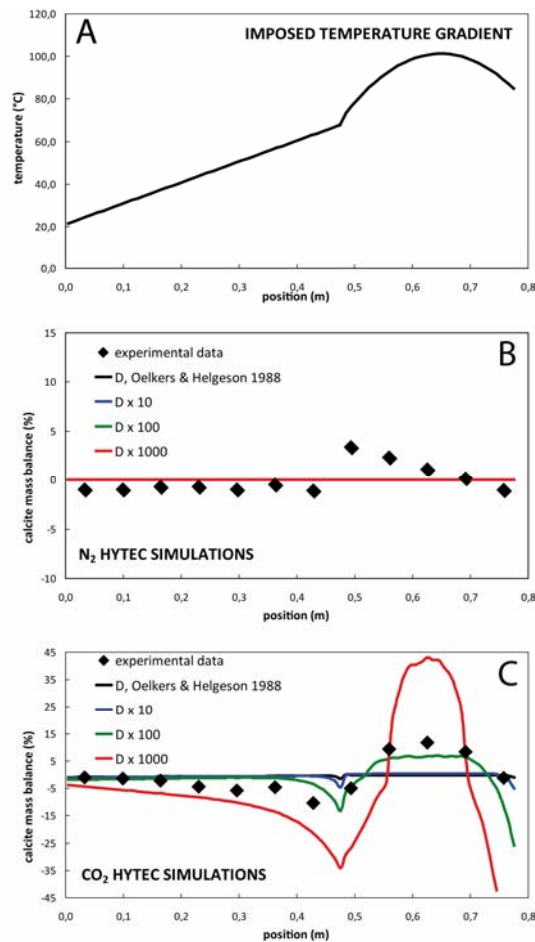 A
IMPOSED TEMPERATURE GRADIENT
120,0
100,0
80,0
60,0
40,0
20,0
0,0
temperature (°C)
0,0 0,1 0,2 0,3 0,4 0,5 0,6 0,7 0,8
position (m)
B
experimental data
D, Oelkers & Helgeson 1988
D x 10
D x 100
D x 1000
15
10
5
0
-5
-10
calcite mass balance (%)
N2 HYTEC SIMULATIONS
0,0 0,1 0,2 0,3 0,4 0,5 0,6 0,7 0,8
position (m)
C
experimental data
D, Oelkers & Helgeson 1988
D x 10
D x 100
D x 1000
45
35
25
15
5
-5
-15
-25
-35
-45
calcite mass balance (%)
CO2 HYTEC SIMULATIONS
0,0 0,1 0,2 0,3 0,4 0,5 0,6 0,7 0,8
position (m)